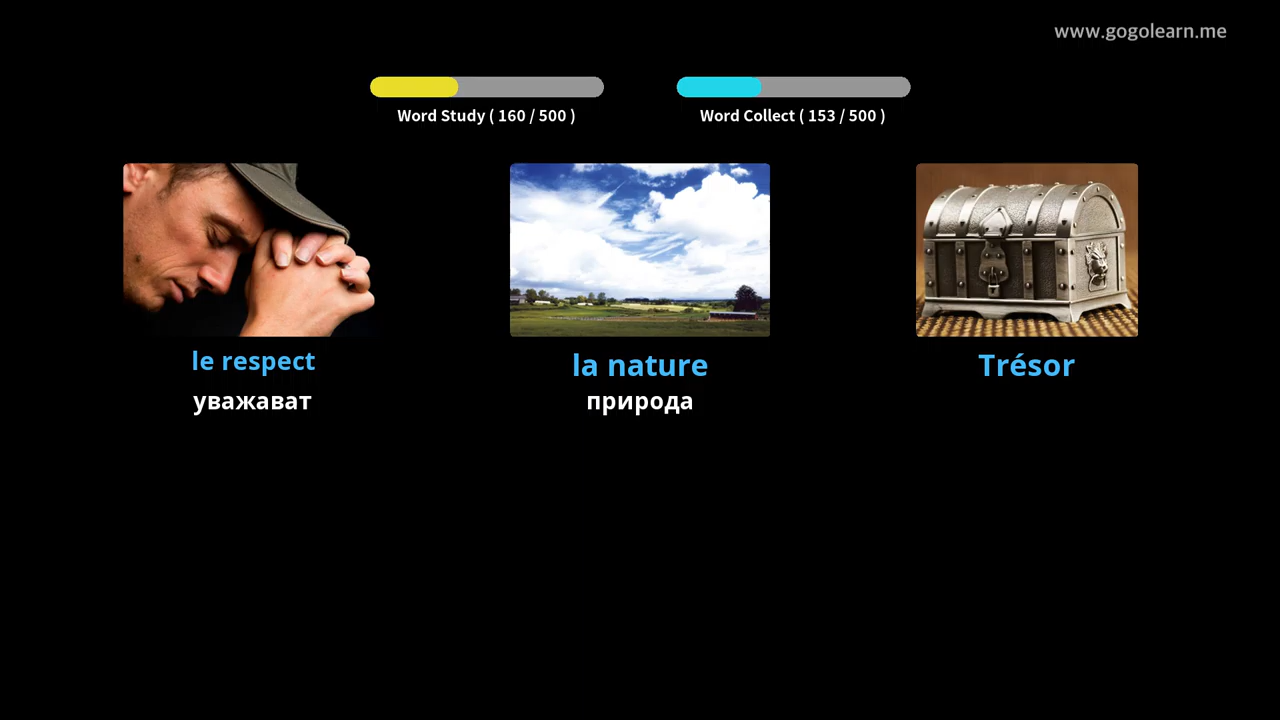 www.gogolearn.me
Word Study ( 160 / 500 )
Word Collect ( 153 / 500 )
le respect
уважават
la nature
природа
Trésor